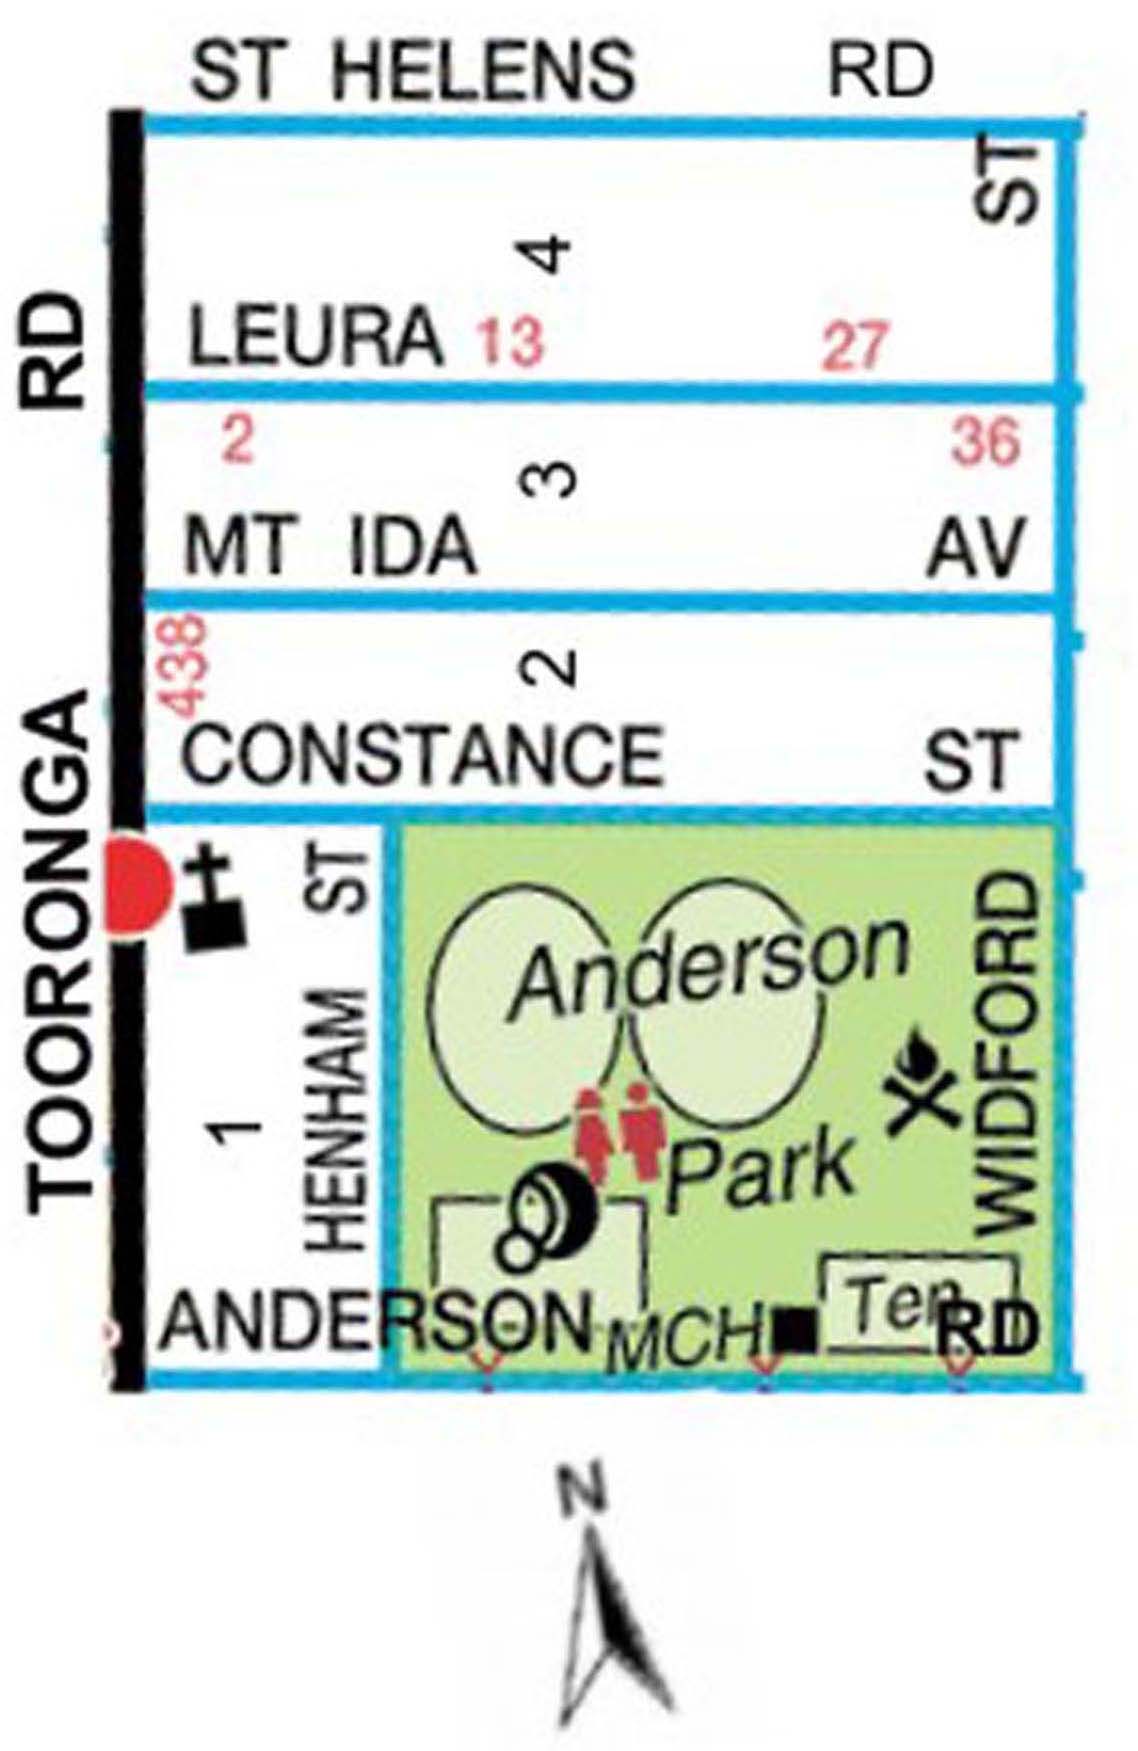 ST HELENS RD
ST
4
RD
LEURA 13 27
2 36
3
MT IDA AV
438
2
TOORONGA
CONSTANCE ST
HENHAM ST
Anderson
WIDFORD
1
Park
Ten
ANDERSON RD
MCH
N